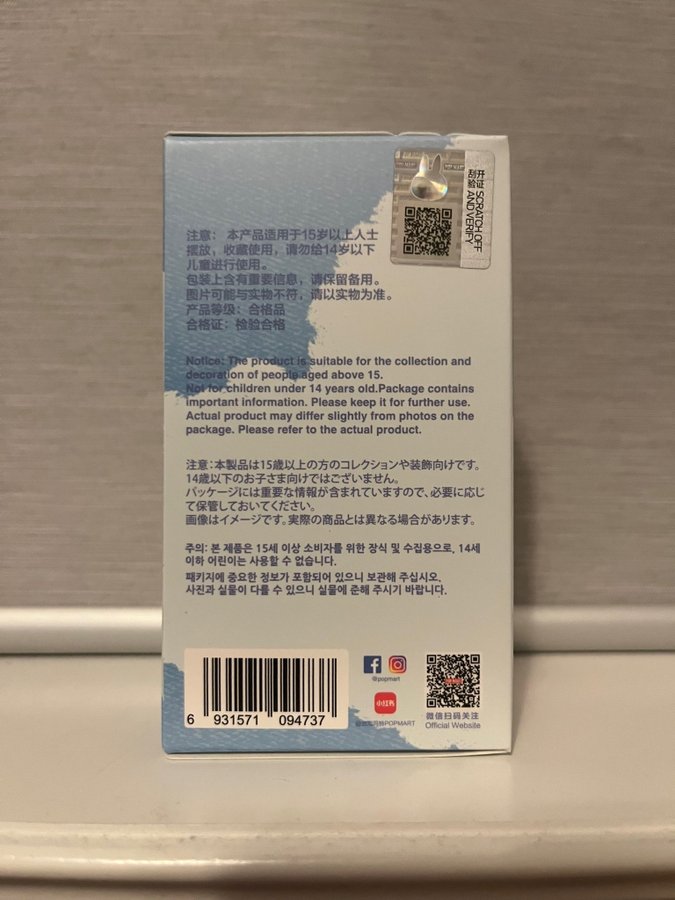 开证 SCRATCH OFF
刮验 AND VERIFY
注意： 本产品适用于15岁以上人士
摆放，收藏使用，请勿给14岁以下
儿童进行使用。
包装上含有重要信息，请保留备用。
图片可能与实物不符，请以实物为准。
产品等级：合格品
合格证：检验合格
Notice: The product is suitable for the collection and
decoration of people aged above 15.
Not for children under 14 years old.Package contains
important information. Please keep it for further use.
Actual product may differ slightly from photos on the
package. Please refer to the actual product.
注意：本製品は15歳以上の方のコレクションや装飾向けです。
14歳以下のお子さま向けではございません。
パッケージには重要な情報が含まれていますので、必要に応じ
て保管しておいてください。
画像はイメージです。実際の商品とは異なる場合があります。
주의: 본 제품은 15세 이상 소비자를 위한 장식 및 수집용으로, 14세
이하 어린이는 사용할 수 없습니다.
패키지에 중요한 정보가 포함되어 있으니 보관해 주십시오.
사진과 실물이 다를 수 있으니 실물에 준해 주시기 바랍니다.
@popmart
小红书
POPMART
微信扫码关注
Official Website
6 931571 094737